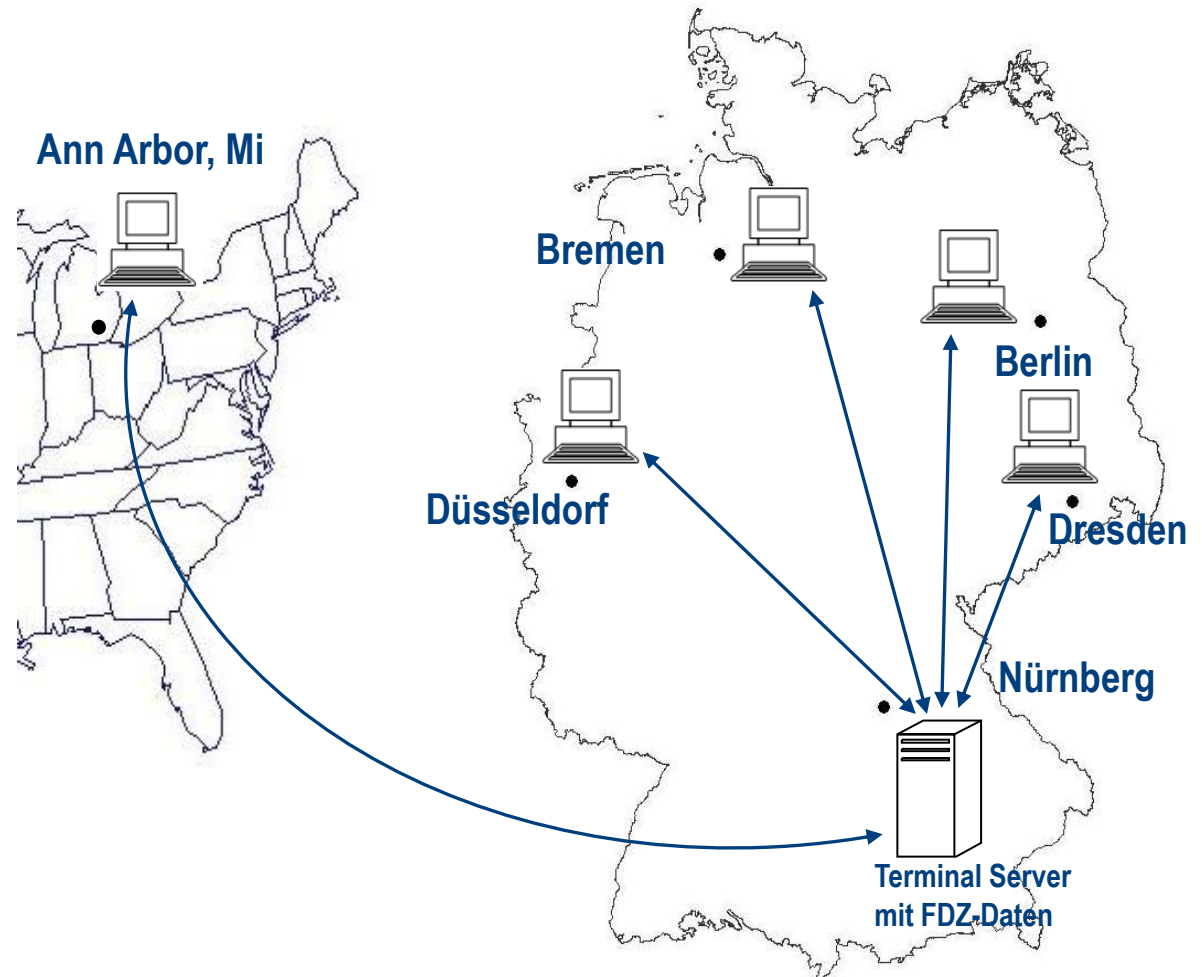 Ann Arbor, Mi
Bremen
Berlin
Düsseldorf
Dresden
Nürnberg
Terminal Server
mit FDZ-Daten